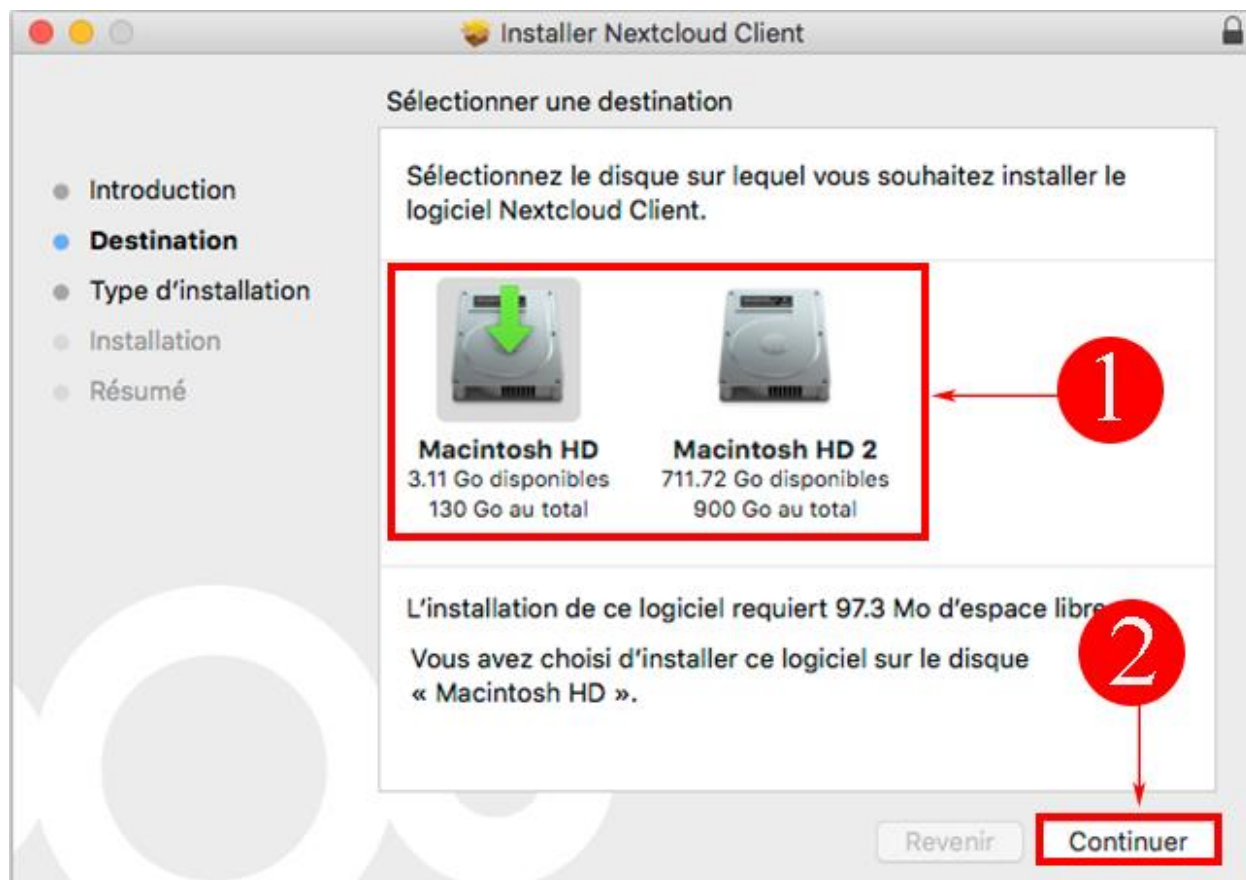 Installer Nextcloud Client
Sélectionner une destination
Introduction
Destination
Type d'installation
Installation
Résumé
Sélectionnez le disque sur lequel vous souhaitez installer le
logiciel Nextcloud Client.
Macintosh HD
3.11 Go disponibles
130 Go au total
Macintosh HD 2
711.72 Go disponibles
900 Go au total
1
L'installation de ce logiciel requiert 97.3 Mo d'espace libre
Vous avez choisi d'installer ce logiciel sur le disque
« Macintosh HD ».
2
Revenir
Continuer